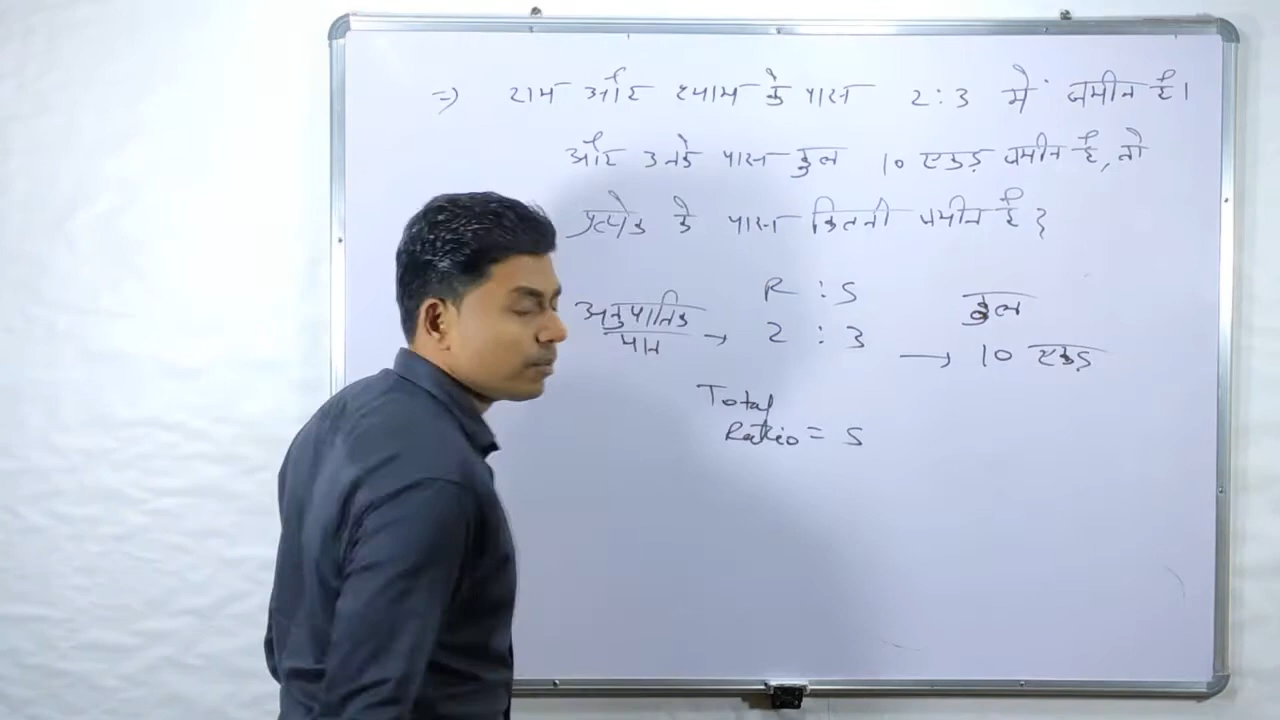 => राम और श्याम के पास 2:3 में जमीन है।
और उनके पास कुल 10 एकड़ जमीन है, तो
प्रत्येक के पास कितनी जमीन है?
R : S
अनुपातिक
मान → 2 : 3
कुल
→ 10 एकड़
Total
Ratio = 5